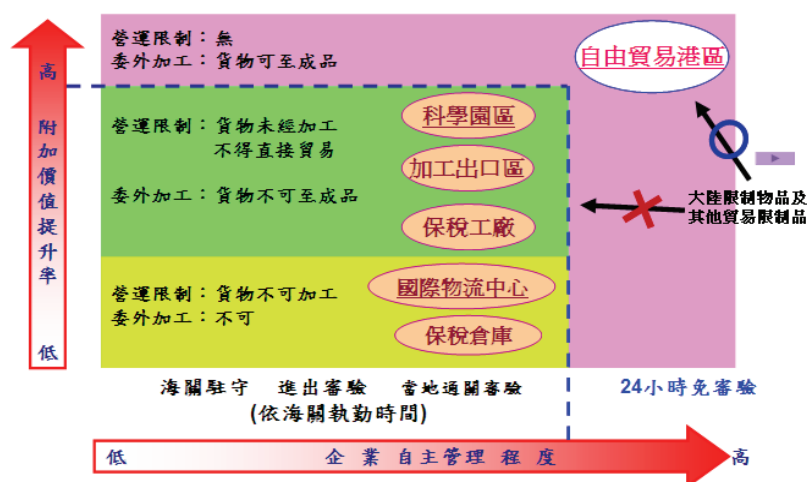 高
附加價值提升率
低
營運限制：無
委外加工：貨物可至成品
自由貿易港區
營運限制：貨物未經加工
不得直接貿易
委外加工：貨物不可至成品
科學園區
加工出口區
保稅工廠
大陸限制物品及
其他貿易限制品
營運限制：貨物不可加工
委外加工：不可
國際物流中心
保稅倉庫
海關駐守 進出審驗 當地通關審驗
(依海關執勤時間)
24小時免審驗
低 企業自主管理程度 高